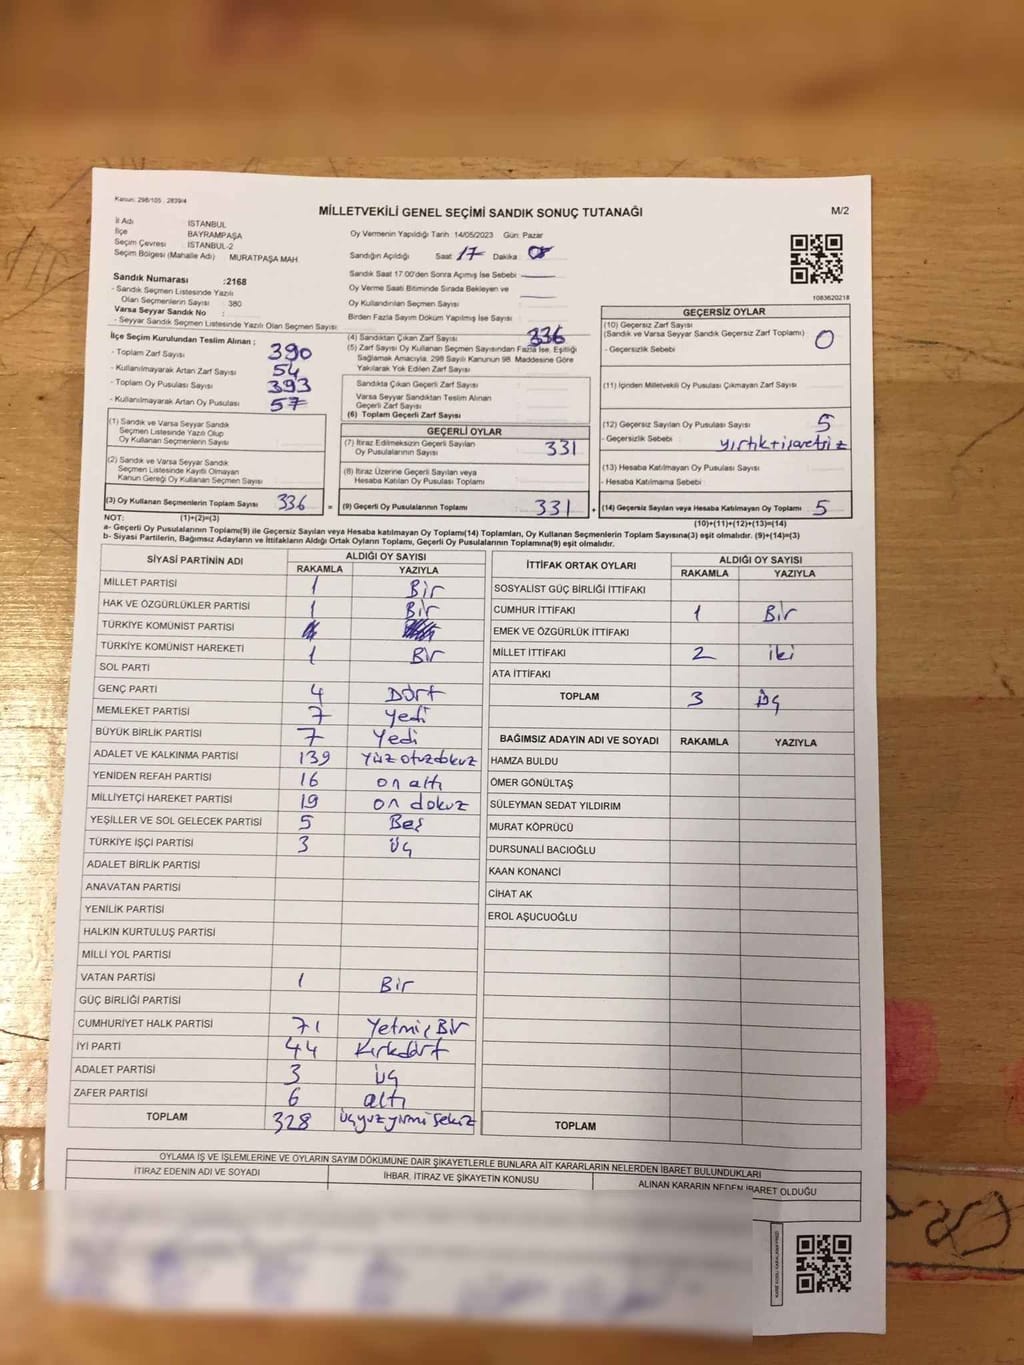 Kanun: 298/105 , 2839/4
MİLLETVEKİLİ GENEL SEÇİMİ SANDIK SONUÇ TUTANAĞI
M/2
İl Adı İSTANBUL
İlçe BAYRAMPAŞA
Seçim Çevresi İSTANBUL-2
Seçim Bölgesi (Mahalle Adı) MURATPAŞA MAH
Oy Vermenin Yapıldığı Tarih 14/05/2023 Gün: Pazar
Sandığın Açıldığı Saat 17 Dakika
Sandık Saat 17.00'den Sonra Açımış İse Sebebi
Oy Verme Saati Bitiminde Sırada Bekleyen ve
Oy Kullandırılan Seçmen Sayısı
Birden Fazla Sayım Döküm Yapılmış İse Sayısı
1083620218
Sandık Numarası :2168
- Sandık Seçmen Listesinde Yazılı
Olan Seçmenlerin Sayısı : 380
Varsa Seyyar Sandık No :
- Seyyar Sandık Seçmen Listesinde Yazılı Olan Seçmen Sayısı
İlçe Seçim Kurulundan Teslim Alınan ;
- Toplam Zarf Sayısı 390
- Kullanılmayarak Artan Zarf Sayısı 54
- Toplam Oy Pusulası Sayısı 393
- Kullanılmayarak Artan Oy Pusulası 57
(1) Sandık ve Varsa Seyyar Sandık
Seçmen Listesinde Yazılı Olup
Oy Kullanan Seçmenlerin Sayısı
(2) Sandık ve Varsa Seyyar Sandık
Seçmen Listesinde Kayıtlı Olmayan
Kanun Gereği Oy Kullanan Seçmen Sayısı
(3) Oy Kullanan Seçmenlerin Toplam Sayısı 336 =
(4) Sandıktan Çıkan Zarf Sayısı 336
(5) Zarf Sayısı Oy Kullanan Seçmen Sayısından Fazla İse, Eşitliği
Sağlamak Amacıyla, 298 Sayılı Kanunun 98. Maddesine Göre
Yakılarak Yok Edilen Zarf Sayısı
Sandıkta Çıkan Geçerli Zarf Sayısı
Varsa Seyyar Sandıktan Teslim Alınan
Geçerli Zarf Sayısı
(6) Toplam Geçerli Zarf Sayısı
GEÇERLİ OYLAR
(7) İtiraz Edilmeksizin Geçerli Sayılan
Oy Pusulalarının Sayısı 331
(8) İtiraz Üzerine Geçerli Sayılan veya
Hesaba Katılan Oy Pusulası Toplamı
(9) Geçerli Oy Pusulalarının Toplamı 331 +
GEÇERSİZ OYLAR
(10) Geçersiz Zarf Sayısı
(Sandık ve Varsa Seyyar Sandık Geçersiz Zarf Toplamı) 0
- Geçersizlik Sebebi
(11) İçinden Milletvekili Oy Pusulası Çıkmayan Zarf Sayısı
(12) Geçersiz Sayılan Oy Pusulası Sayısı 5
- Geçersizlik Sebebi yırtık+işaretsiz
(13) Hesaba Katılmayan Oy Pusulası Sayısı
- Hesaba Katılmama Sebebi
(14) Geçersiz Sayılan veya Hesaba Katılmayan Oy Toplamı 5
NOT: (1)+(2)=(3)
(10)+(11)+(12)+(13)=(14)
a- Geçerli Oy Pusulalarının Toplamı(9) ile Geçersiz Sayılan veya Hesaba katılmayan Oy Toplamı(14) Toplamları, Oy Kullanan Seçmenlerin Toplam Sayısına(3) eşit olmalıdır. (9)+(14)=(3)
b- Siyasi Partilerin, Bağımsız Adayların ve İttifakların Aldığı Ortak Oyların Toplamı, Geçerli Oy Pusulalarının Toplamına(9) eşit olmalıdır.
SİYASİ PARTİNİN ADI ALDIĞI OY SAYISI
RAKAMLA YAZIYLA
MİLLET PARTİSİ 1 Bir
HAK VE ÖZGÜRLÜKLER PARTİSİ 1 Bir
TÜRKİYE KOMÜNİST PARTİSİ
TÜRKİYE KOMÜNİST HAREKETİ 1 Bir
SOL PARTİ
GENÇ PARTİ 4 Dört
MEMLEKET PARTİSİ 7 Yedi
BÜYÜK BİRLİK PARTİSİ 7 Yedi
ADALET VE KALKINMA PARTİSİ 139 Yüz otuzdokuz
YENİDEN REFAH PARTİSİ 16 on altı
MİLLİYETÇİ HAREKET PARTİSİ 19 on dokuz
YEŞİLLER VE SOL GELECEK PARTİSİ 5 Beş
TÜRKİYE İŞÇİ PARTİSİ 3 üç
ADALET BİRLİK PARTİSİ
ANAVATAN PARTİSİ
YENİLİK PARTİSİ
HALKIN KURTULUŞ PARTİSİ
MİLLİ YOL PARTİSİ
VATAN PARTİSİ 1 Bir
GÜÇ BİRLİĞİ PARTİSİ
CUMHURİYET HALK PARTİSİ 71 Yetmiş Bir
İYİ PARTİ 44 Kırkdört
ADALET PARTİSİ 3 üç
ZAFER PARTİSİ 6 altı
TOPLAM 328 üçyüzyirmi sekiz
İTTİFAK ORTAK OYLARI ALDIĞI OY SAYISI
RAKAMLA YAZIYLA
SOSYALİST GÜÇ BİRLİĞİ İTTİFAKI
CUMHUR İTTİFAKI 1 Bir
EMEK VE ÖZGÜRLÜK İTTİFAKI
MİLLET İTTİFAKI 2 iki
ATA İTTİFAKI
TOPLAM 3 üç
BAĞIMSIZ ADAYIN ADI VE SOYADI RAKAMLA YAZIYLA
HAMZA BULDU
ÖMER GÖNÜLTAŞ
SÜLEYMAN SEDAT YILDIRIM
MURAT KÖPRÜCÜ
DURSUNALİ BACIOĞLU
KAAN KONANCİ
CİHAT AK
EROL AŞUCUOĞLU
TOPLAM
OYLAMA İŞ VE İŞLEMLERİNE VE OYLARIN SAYIM DÖKÜMÜNE DAİR ŞİKAYETLERLE BUNLARA AİT KARARLARIN NELERDEN İBARET BULUNDUKLARI
İTİRAZ EDENİN ADI VE SOYADI İHBAR, İTİRAZ VE ŞİKAYETİN KONUSU ALINAN KARARIN NEDEN İBARET OLDUĞU